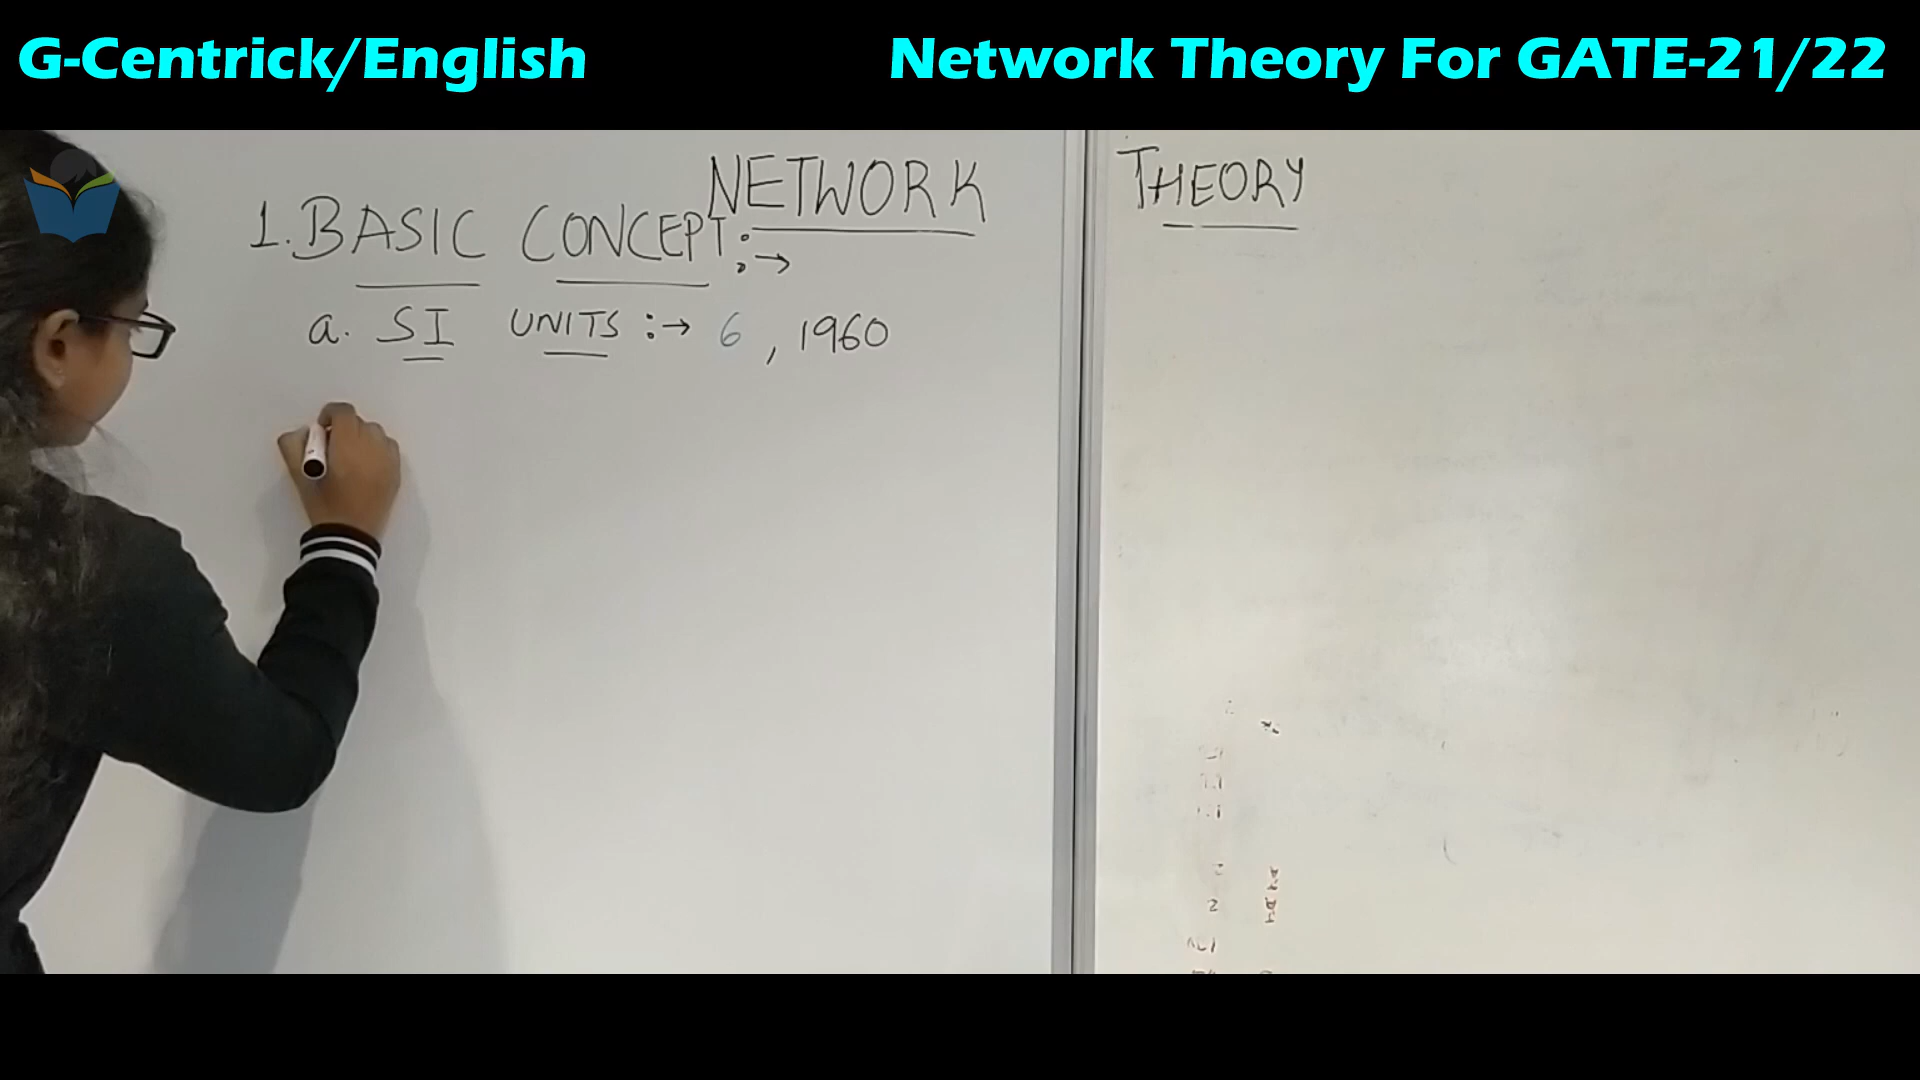 G-Centrick/English Network Theory For GATE-21/22
NETWORK THEORY
1. BASIC CONCEPT :→
a. SI UNITS :→ 6 , 1960